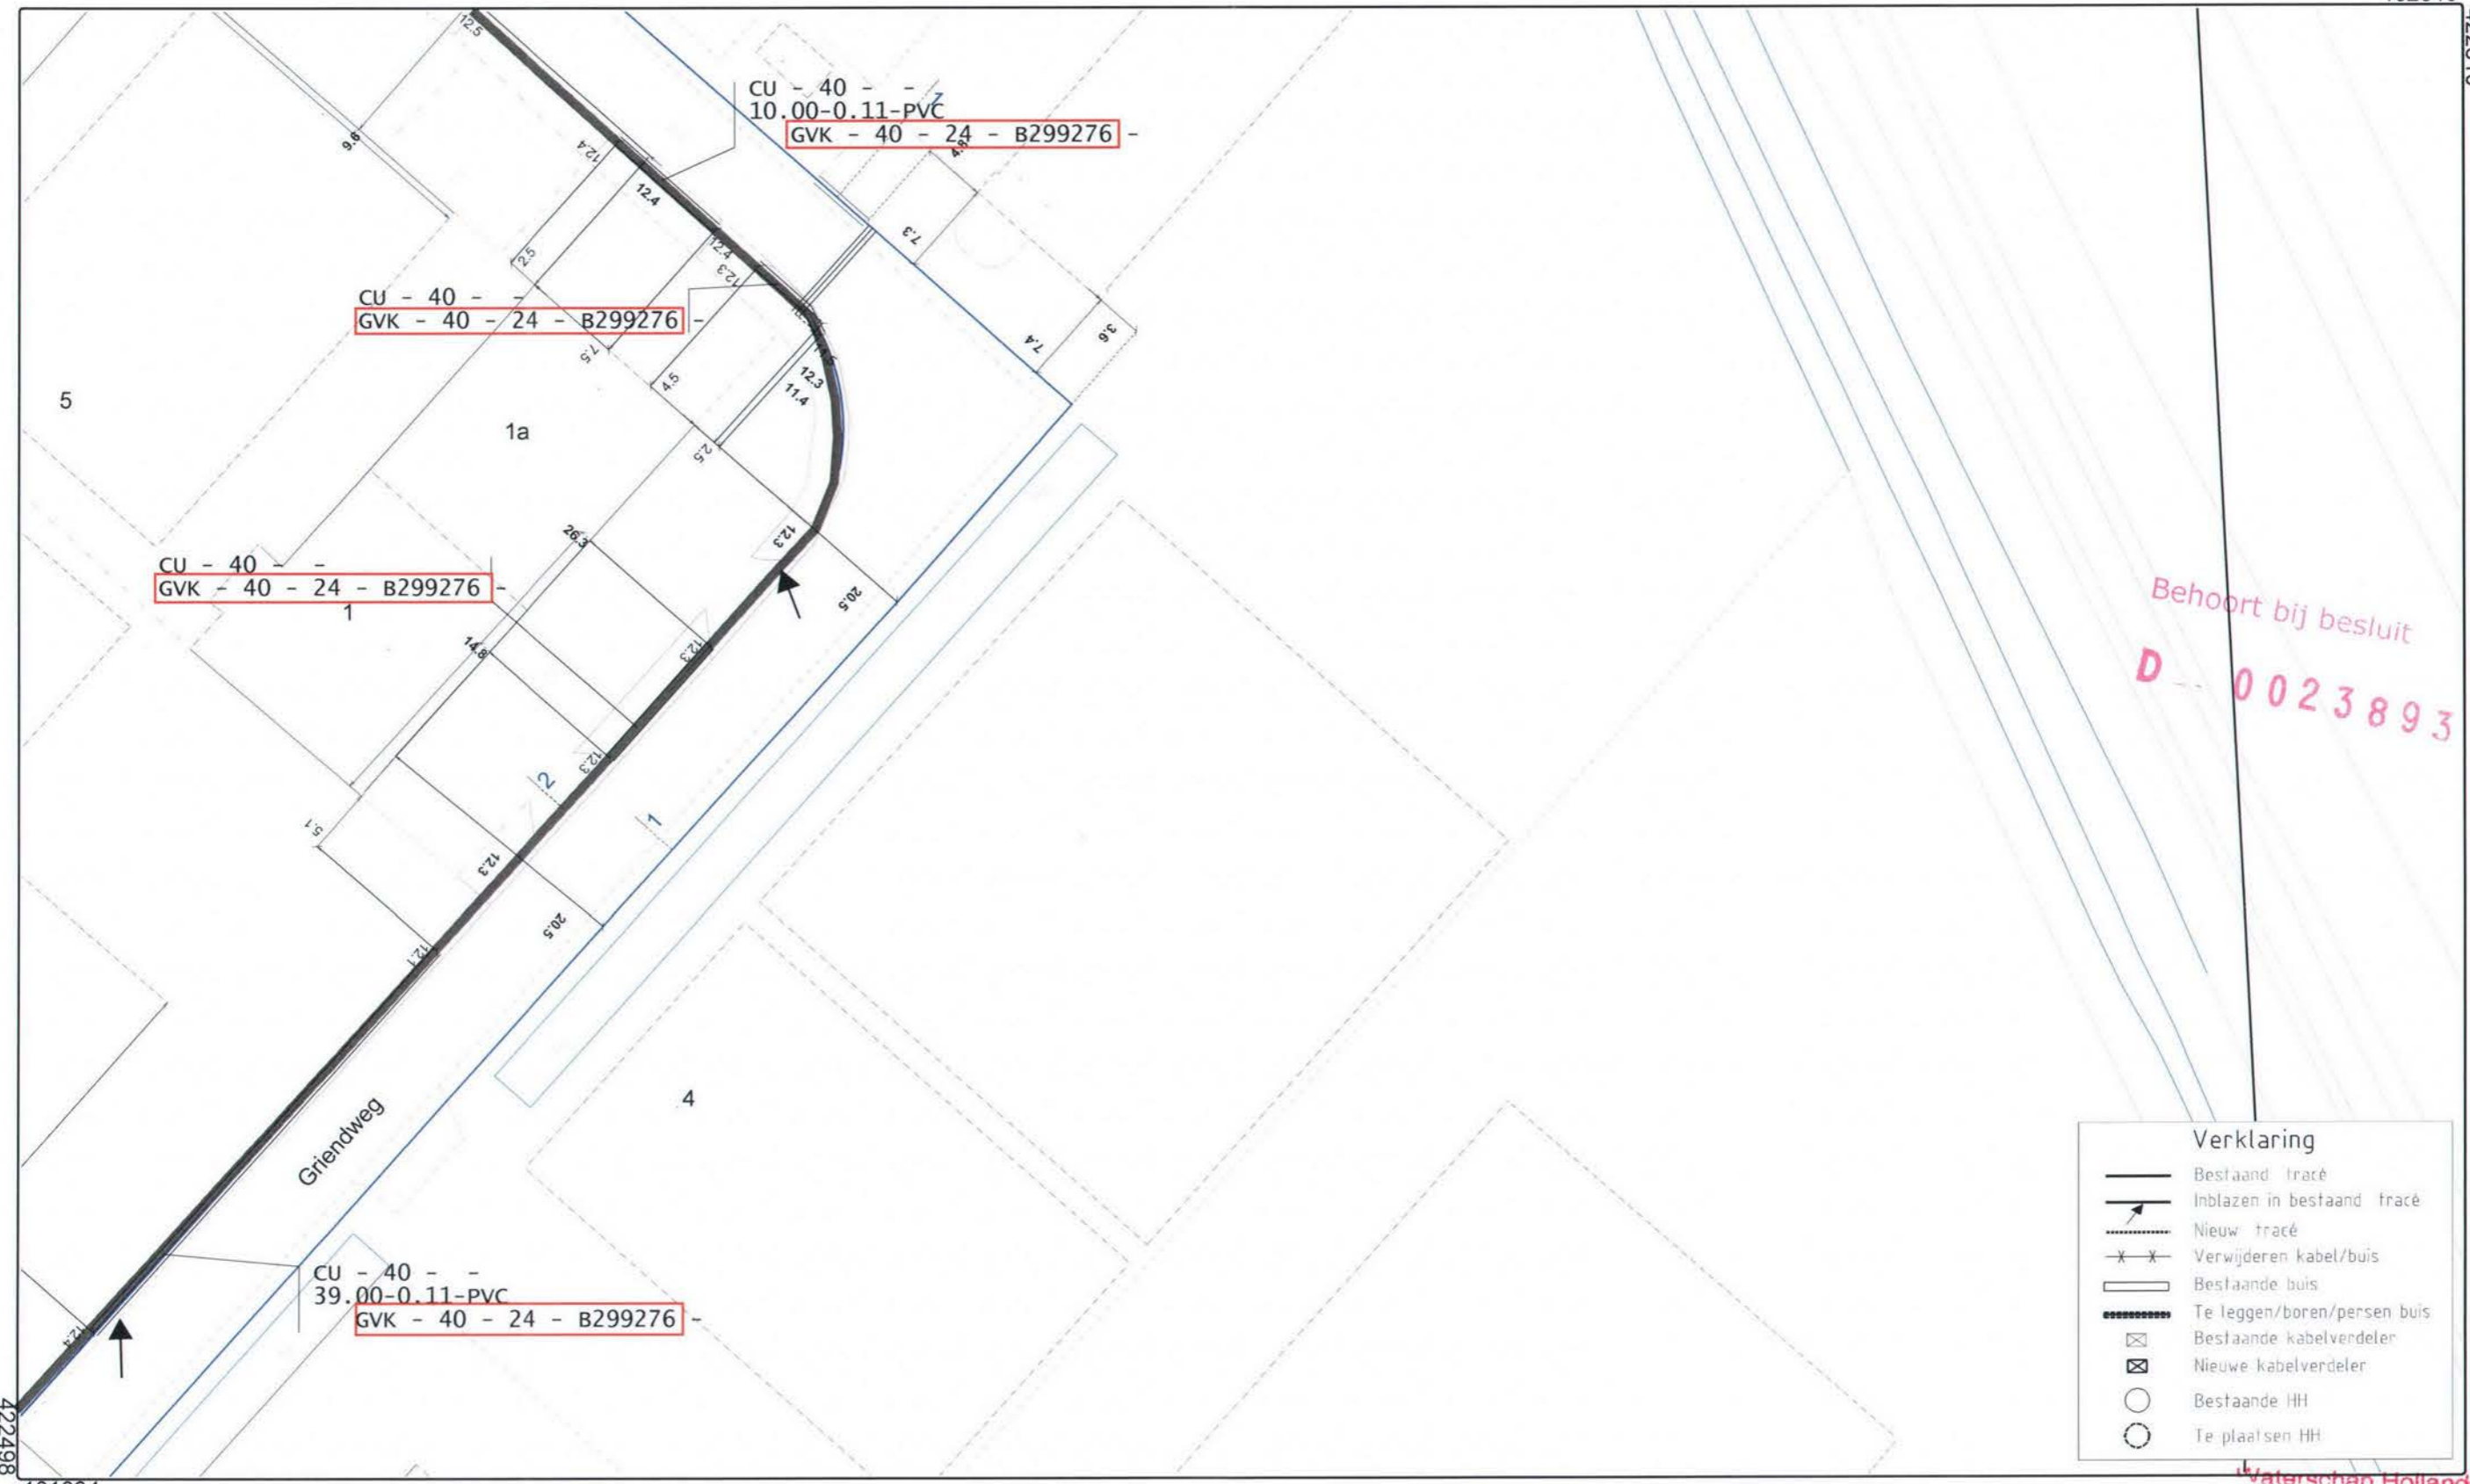 12.5
CU - 40 - -
10.00-0.11-PVC
GVK - 40 - 24 - B299276 -
1
9.6
12.4
12.4
4.8
7.3
12.4
12.3
2.5
CU - 40 - -
GVK - 40 - 24 - B299276 -
7.5
4.5
12.3
11.4
7.4
3.6
5
1a
2.5
26.3
12.3
20.5
CU - 40 - -
GVK - 40 - 24 - B299276 -
1
14.8
12.3
12.3
2
1
5.1
12.3
20.5
12.1
4
Griendweg
CU - 40 - -
39.00-0.11-PVC
GVK - 40 - 24 - B299276 -
12.4
422498
Behoort bij besluit
D -- 0023893
Verklaring
Bestaand tracé
Inblazen in bestaand tracé
Nieuw tracé
Verwijderen kabel/buis
Bestaande buis
Te leggen/boren/persen buis
Bestaande kabelverdeler
Nieuwe kabelverdeler
Bestaande HH
Te plaatsen HH
Waterschap Holland